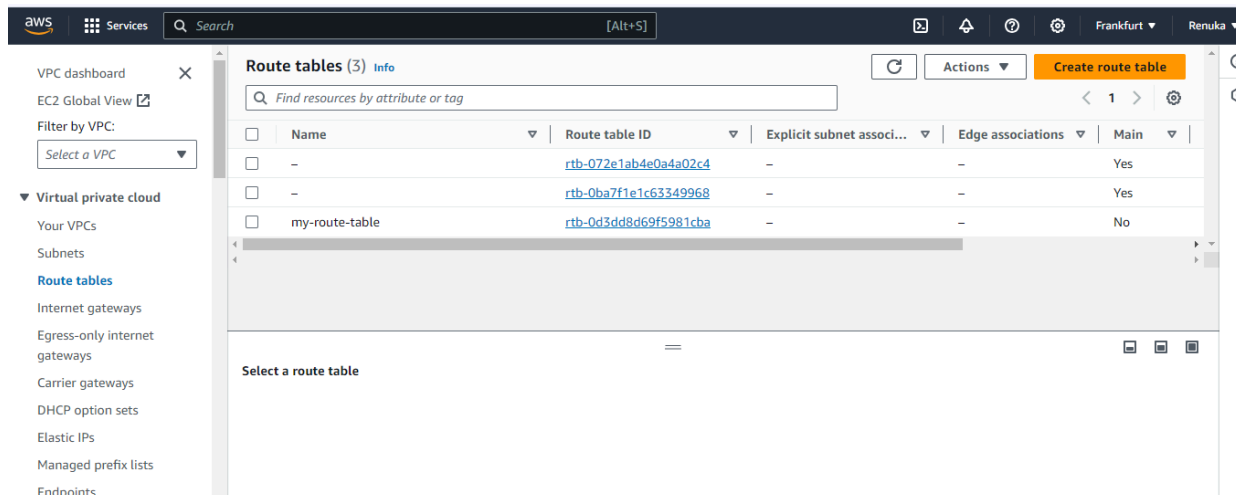 aws Services Search [Alt+S] Frankfurt ▼ Renuka
VPC dashboard
EC2 Global View
Filter by VPC:
Select a VPC
Virtual private cloud
Your VPCs
Subnets
Route tables
Internet gateways
Egress-only internet
gateways
Carrier gateways
DHCP option sets
Elastic IPs
Managed prefix lists
Endpoints
Route tables (3) Info
Actions ▼ Create route table
Find resources by attribute or tag
< 1 >
Name Route table ID Explicit subnet associ... Edge associations Main
– rtb-072e1ab4e0a4a02c4 – – Yes
– rtb-0ba7f1e1c63349968 – – Yes
my-route-table rtb-0d3dd8d69f5981cba – – No
Select a route table